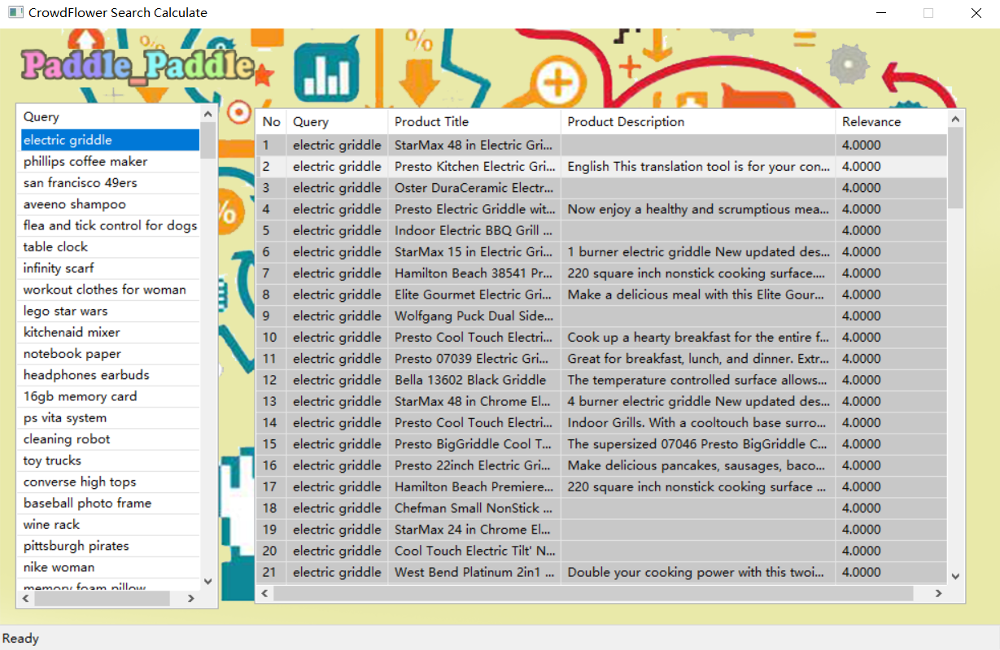 CrowdFlower Search Calculate
Paddle_Paddle
Query
electric griddle
phillips coffee maker
san francisco 49ers
aveeno shampoo
flea and tick control for dogs
table clock
infinity scarf
workout clothes for woman
lego star wars
kitchenaid mixer
notebook paper
headphones earbuds
16gb memory card
ps vita system
cleaning robot
toy trucks
converse high tops
baseball photo frame
wine rack
pittsburgh pirates
nike woman
memory foam pillow
No Query Product Title Product Description Relevance
1 electric griddle StarMax 48 in Electric Gri... 4.0000
2 electric griddle Presto Kitchen Electric Gri... English This translation tool is for your con... 4.0000
3 electric griddle Oster DuraCeramic Electr... 4.0000
4 electric griddle Presto Electric Griddle wit... Now enjoy a healthy and scrumptious mea... 4.0000
5 electric griddle Indoor Electric BBQ Grill ... 4.0000
6 electric griddle StarMax 15 in Electric Gri... 1 burner electric griddle New updated des... 4.0000
7 electric griddle Hamilton Beach 38541 Pr... 220 square inch nonstick cooking surface.... 4.0000
8 electric griddle Elite Gourmet Electric Gri... Make a delicious meal with this Elite Gour... 4.0000
9 electric griddle Wolfgang Puck Dual Side... 4.0000
10 electric griddle Presto Cool Touch Electri... Cook up a hearty breakfast for the entire f... 4.0000
11 electric griddle Presto 07039 Electric Gri... Great for breakfast, lunch, and dinner. Extr... 4.0000
12 electric griddle Bella 13602 Black Griddle The temperature controlled surface allows... 4.0000
13 electric griddle StarMax 48 in Chrome El... 4 burner electric griddle New updated des... 4.0000
14 electric griddle Presto Cool Touch Electri... Indoor Grills. With a cooltouch base surro... 4.0000
15 electric griddle Presto BigGriddle Cool T... The supersized 07046 Presto BigGriddle C... 4.0000
16 electric griddle Presto 22inch Electric Gri... Make delicious pancakes, sausages, baco... 4.0000
17 electric griddle Hamilton Beach Premiere... 220 square inch nonstick cooking surface ... 4.0000
18 electric griddle Chefman Small NonStick ... 4.0000
19 electric griddle StarMax 24 in Chrome El... 4.0000
20 electric griddle Cool Touch Electric Tilt' N... 4.0000
21 electric griddle West Bend Platinum 2in1 ... Double your cooking power with this twoi... 4.0000
Ready